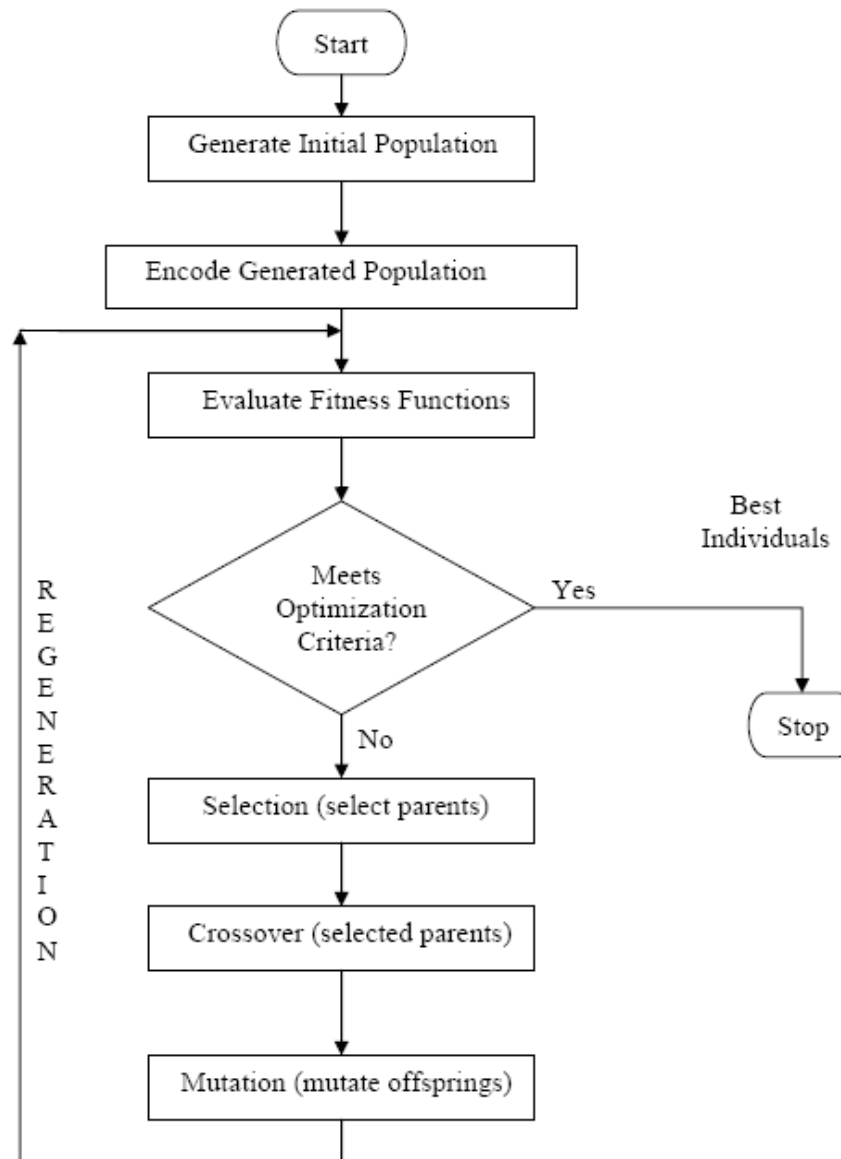 Start
Generate Initial Population
Encode Generated Population
Evaluate Fitness Functions
Best
Individuals
Meets
Optimization
Criteria?
Yes
No
Stop
Selection (select parents)
Crossover (selected parents)
Mutation (mutate offsprings)
R
E
G
E
N
E
R
A
T
I
O
N